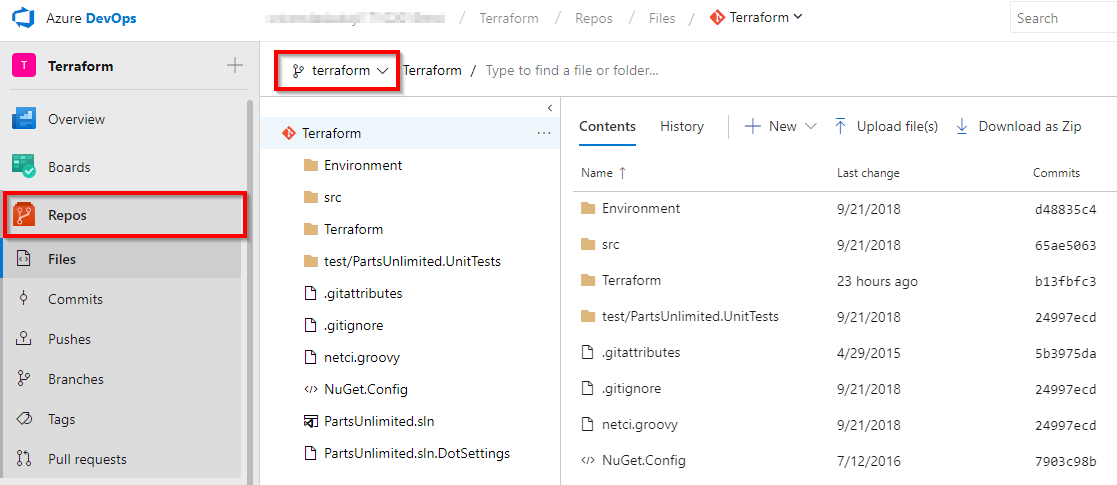 Azure DevOps / Terraform / Repos / Files / Terraform Search
T Terraform
terraform Terraform / Type to find a file or folder...
Overview
Boards
Repos
Files
Commits
Pushes
Branches
Tags
Pull requests
Terraform ...
Environment
src
Terraform
test/PartsUnlimited.UnitTests
.gitattributes
.gitignore
netci.groovy
NuGet.Config
PartsUnlimited.sln
PartsUnlimited.sln.DotSettings
Contents History New Upload file(s) Download as Zip
Name ↑ Last change Commits
Environment 9/21/2018 d48835c4
src 9/21/2018 65ae5063
Terraform 23 hours ago b13fbfc3
test/PartsUnlimited.UnitTests 9/21/2018 24997ecd
.gitattributes 4/29/2015 5b3975da
.gitignore 9/21/2018 24997ecd
netci.groovy 9/21/2018 24997ecd
NuGet.Config 7/12/2016 7903c98b